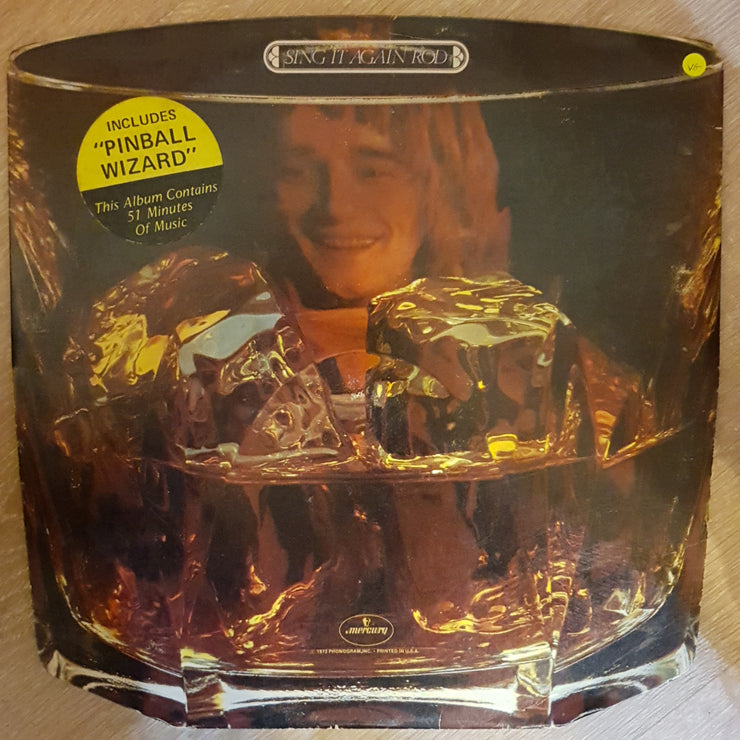 SING IT AGAIN ROD
VG-
INCLUDES
"PINBALL
WIZARD"
This Album Contains
51 Minutes
Of Music
mercury
℗ 1973 PHONOGRAM, INC. • PRINTED IN U.S.A.